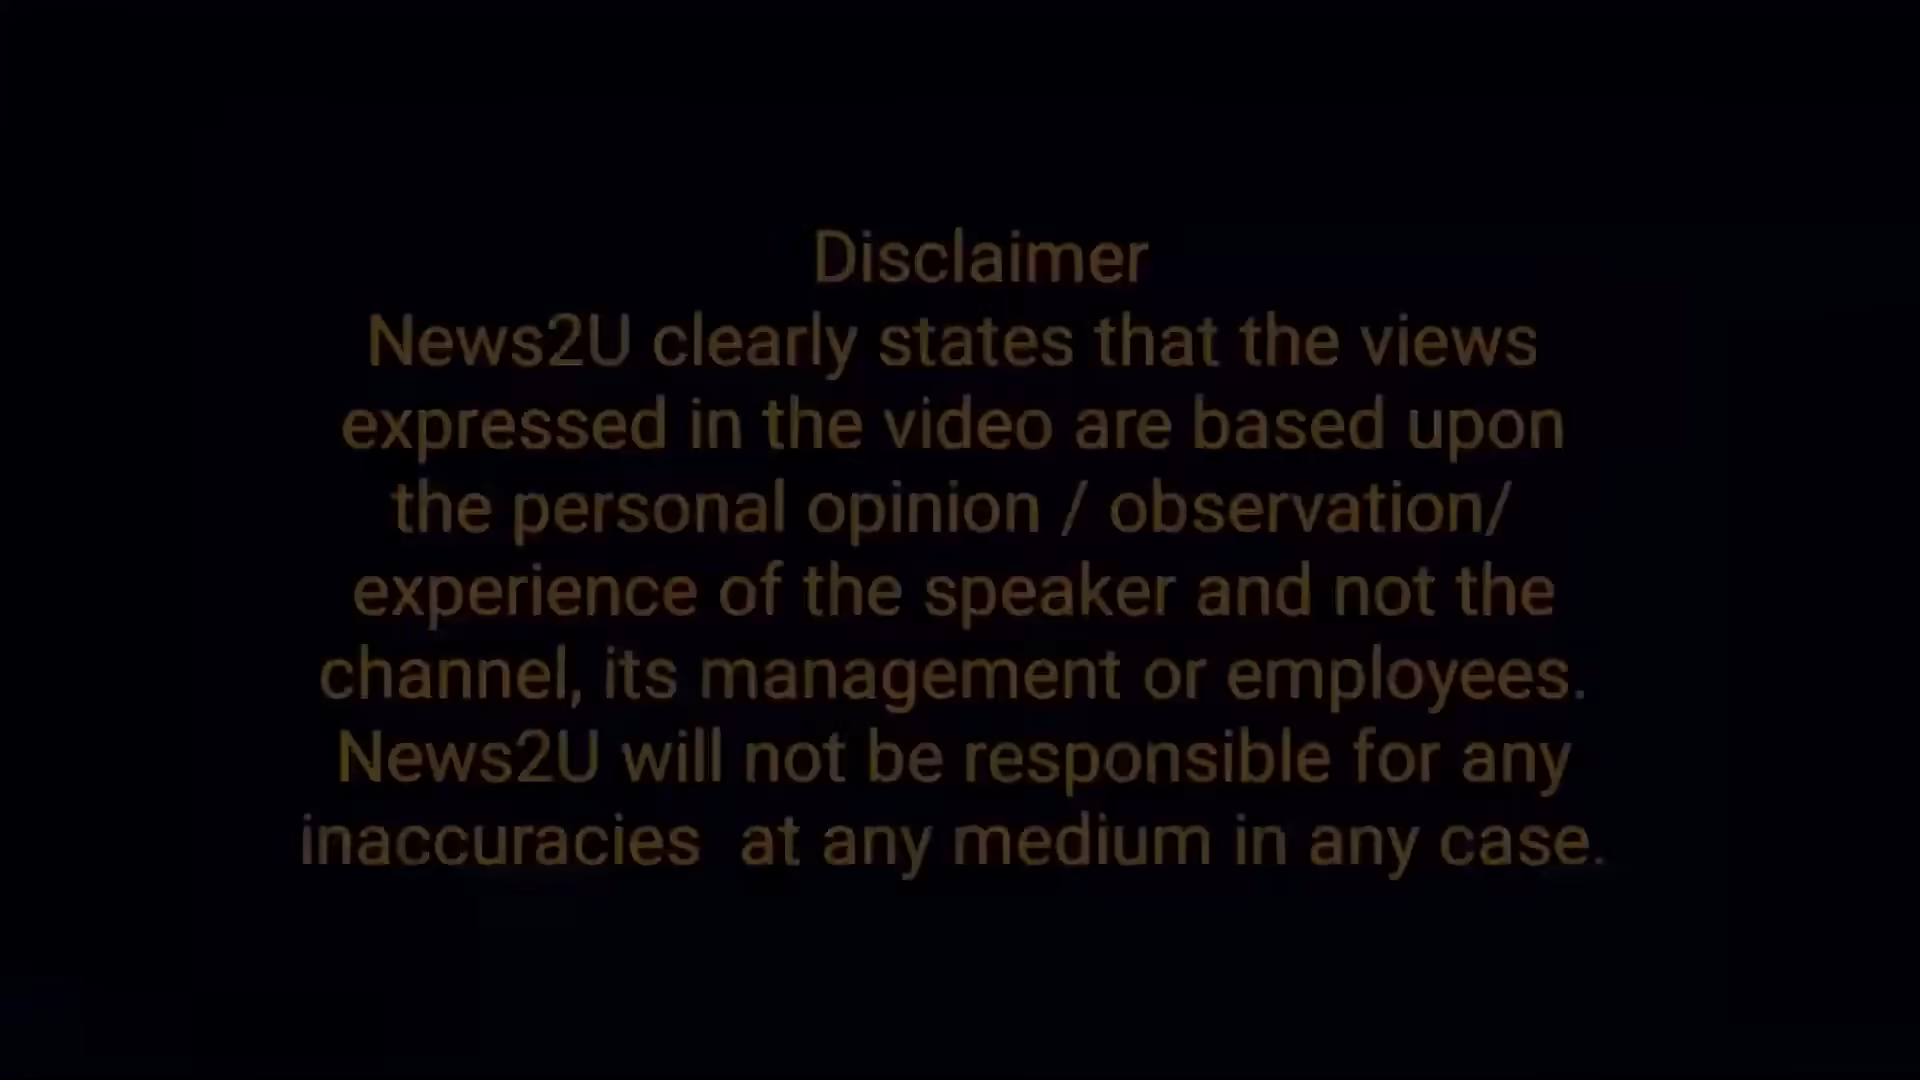 Disclaimer
News2U clearly states that the views
expressed in the video are based upon
the personal opinion / observation/
experience of the speaker and not the
channel, its management or employees.
News2U will not be responsible for any
inaccuracies  at any medium in any case.